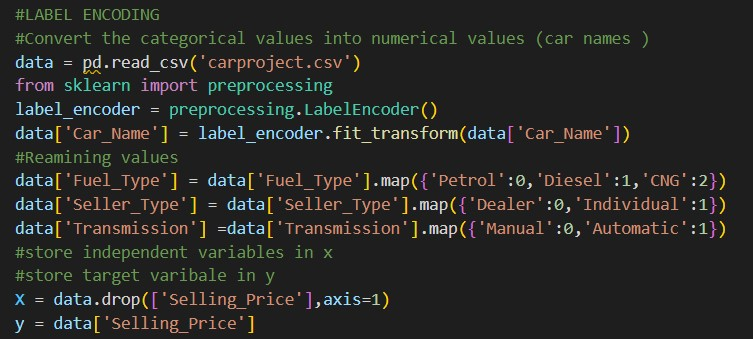 #LABEL ENCODING
#Convert the categorical values into numerical values (car names )
data = pd.read_csv('carproject.csv')
from sklearn import preprocessing
label_encoder = preprocessing.LabelEncoder()
data['Car_Name'] = label_encoder.fit_transform(data['Car_Name'])
#Reamining values
data['Fuel_Type'] = data['Fuel_Type'].map({'Petrol':0,'Diesel':1,'CNG':2})
data['Seller_Type'] = data['Seller_Type'].map({'Dealer':0,'Individual':1})
data['Transmission'] =data['Transmission'].map({'Manual':0,'Automatic':1})
#store independent variables in x
#store target varibale in y
X = data.drop(['Selling_Price'],axis=1)
y = data['Selling_Price']